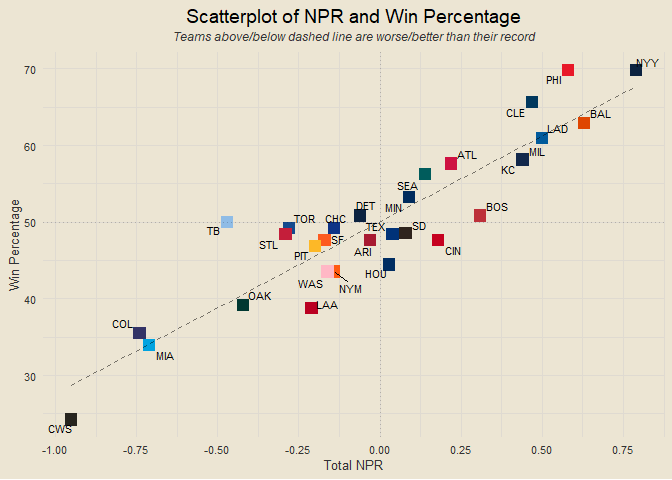 Scatterplot of NPR and Win Percentage
Teams above/below dashed line are worse/better than their record
Win Percentage
70
60
50
40
30
NYY
PHI
CLE
BAL
LAD
ATL
MIL
KC
SEA
MIN
BOS
DET
TOR
CHC
TB
TEX
SD
STL
SF
PIT
ARI
CIN
HOU
WAS
NYM
OAK
LAA
COL
MIA
CWS
-1.00
-0.75
-0.50
-0.25
0.00
0.25
0.50
0.75
Total NPR